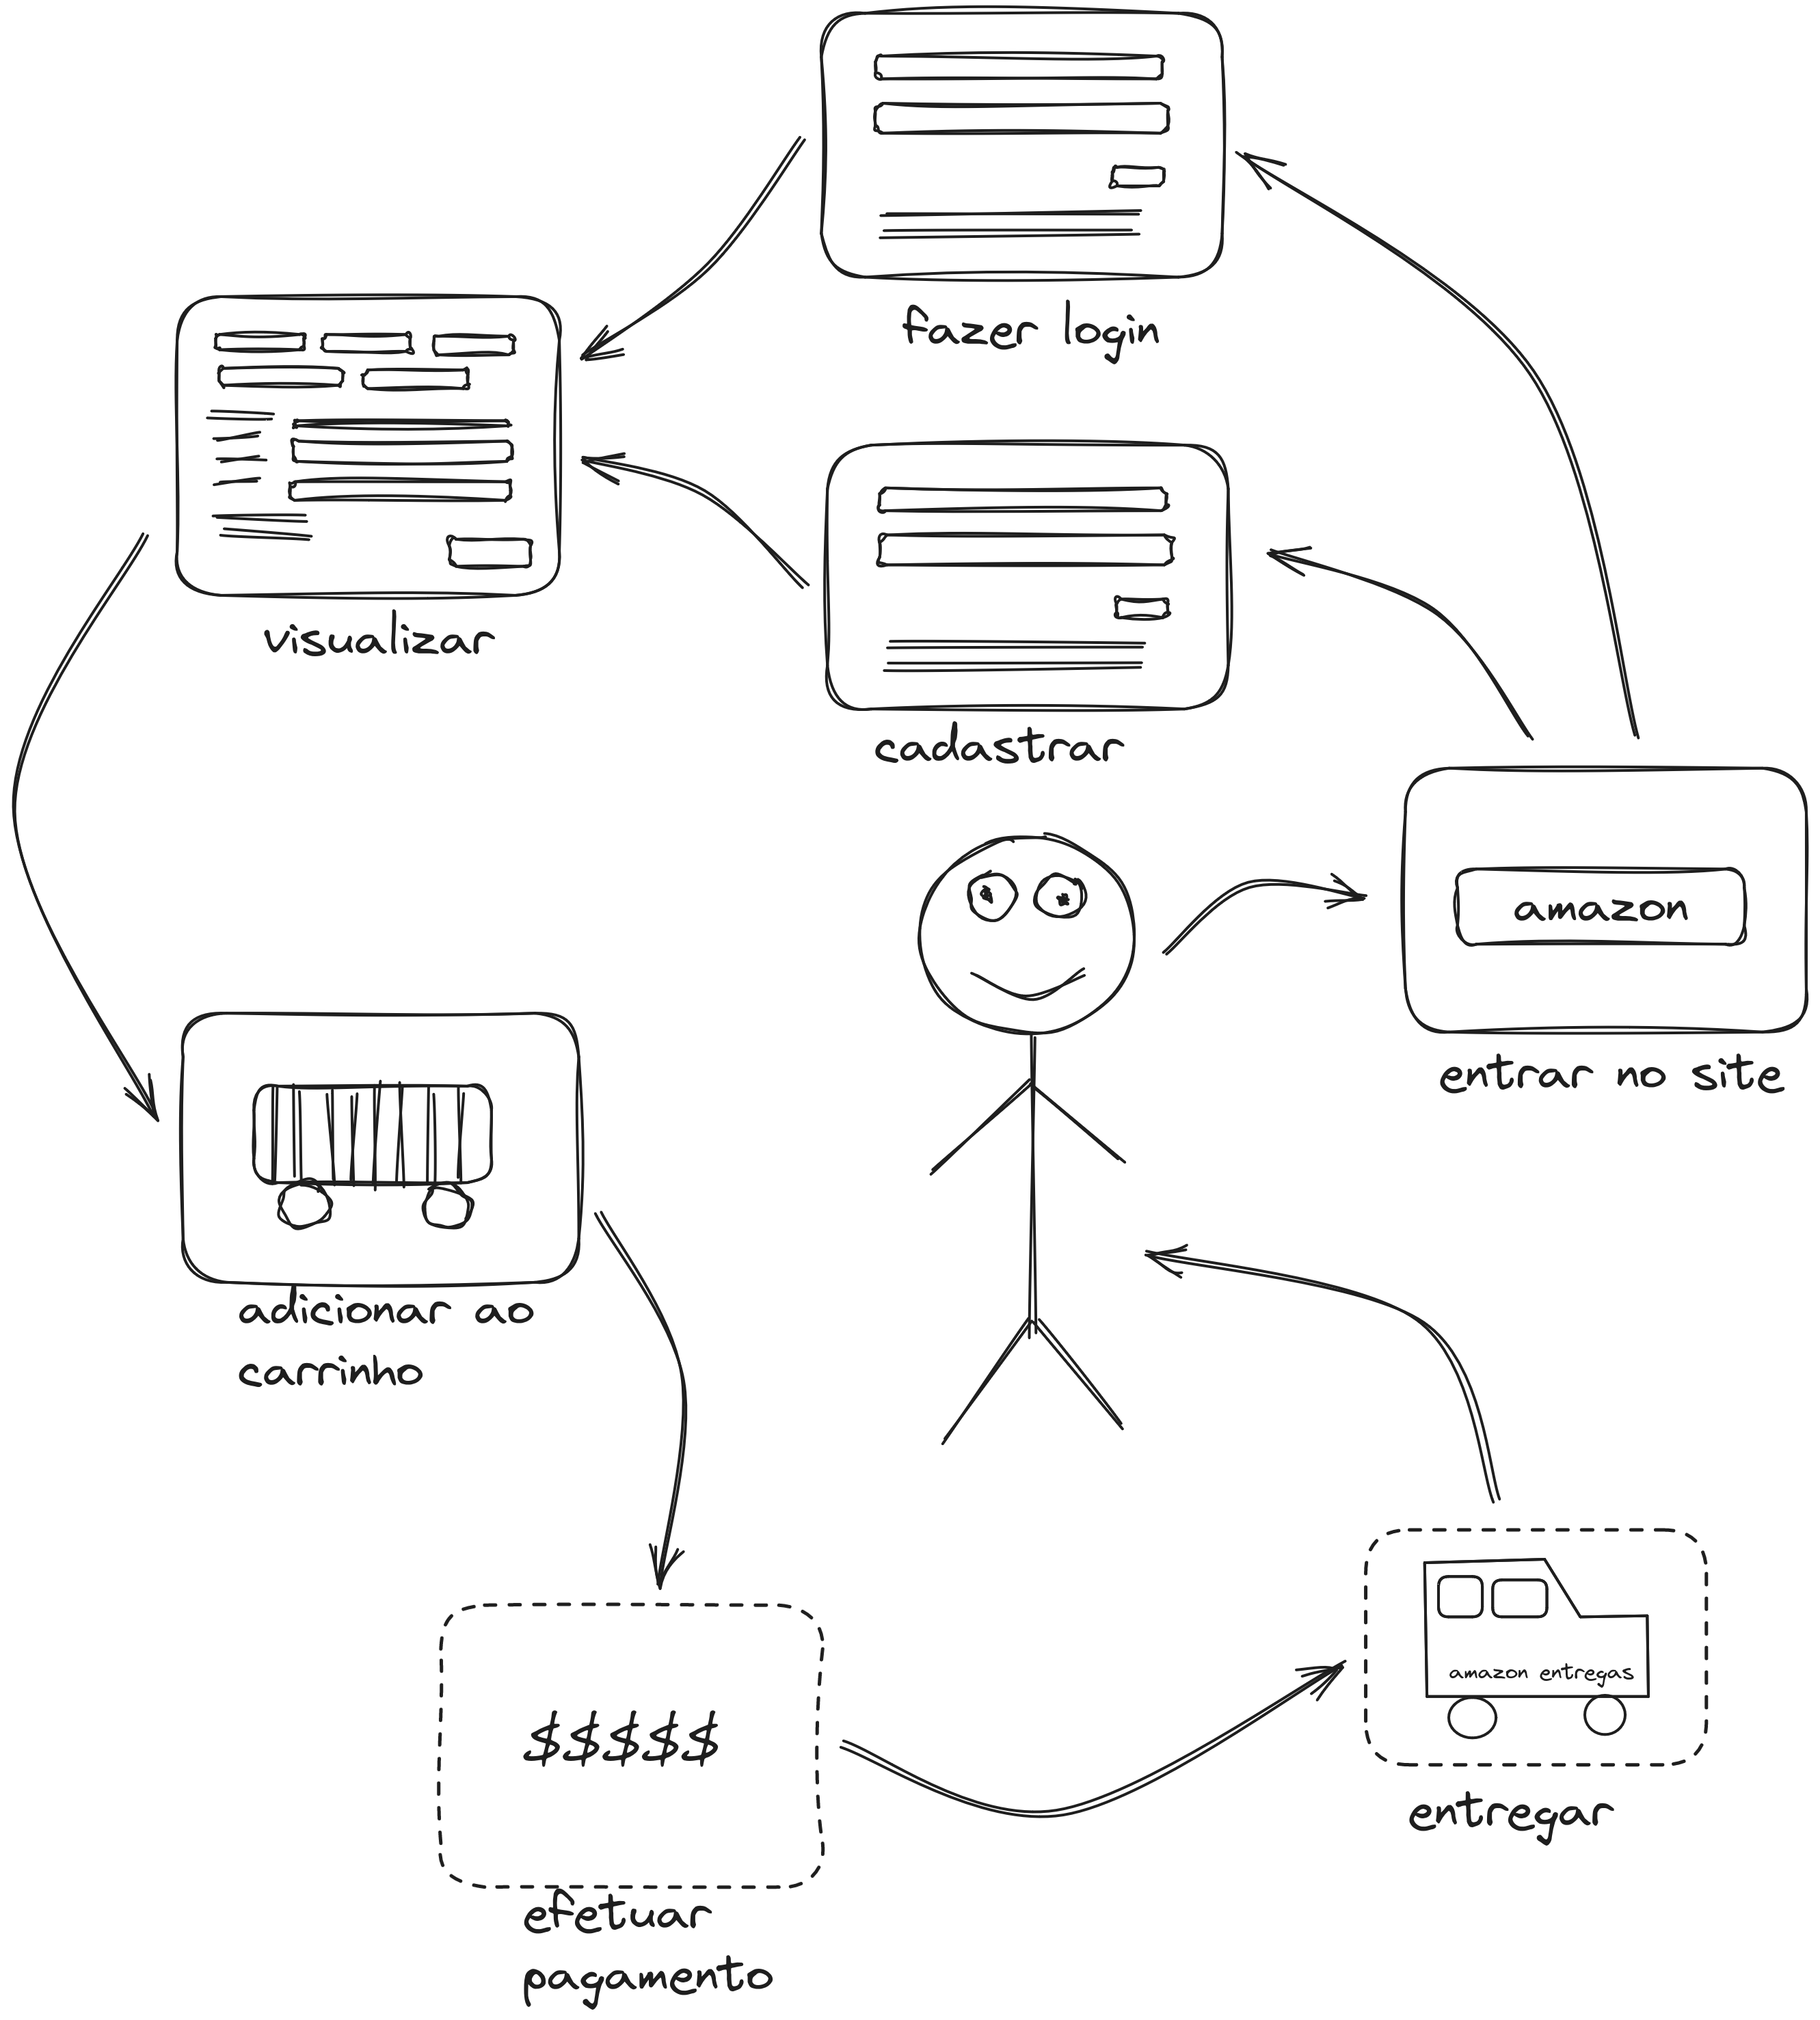 fazer login
visualizar
cadastrar
amazon
entrar no site
adicionar ao
carrinho
$$$$$
amazon entregas
entregar
efetuar
pagamento